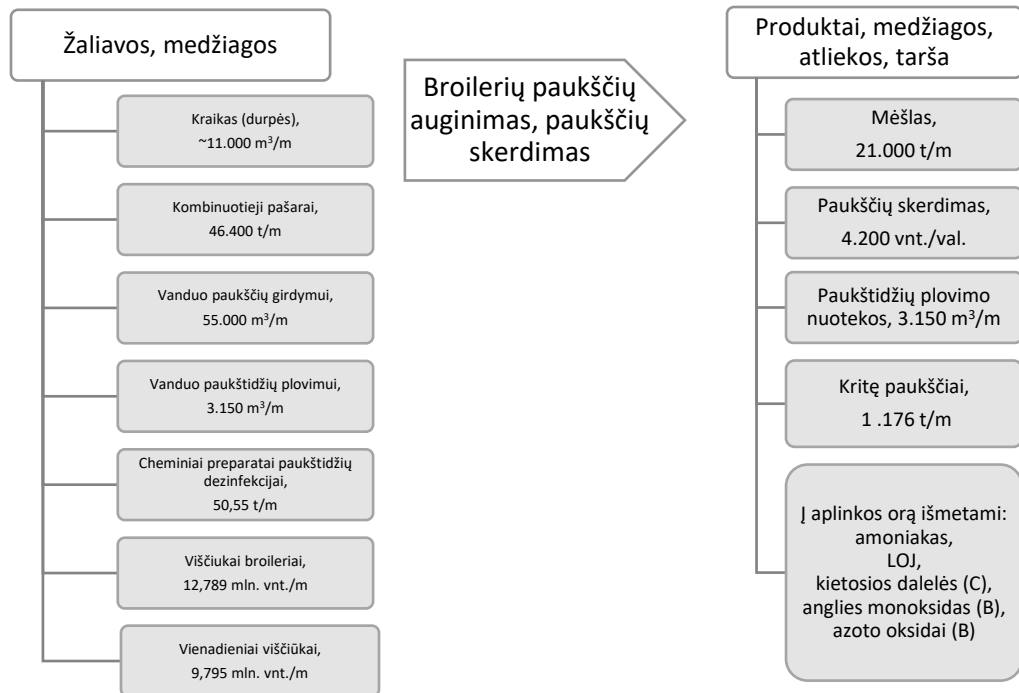 Žaliavos, medžiagos
Kraikas (durpės),
~11.000 m³/m
Kombinuotieji pašarai,
46.400 t/m
Vanduo paukščių girdymui,
55.000 m³/m
Vanduo paukštidžių plovimui,
3.150 m³/m
Cheminiai preparatai paukštidžių
dezinfekcijai,
50,55 t/m
Viščiukai broileriai,
12,789 mln. vnt./m
Vienadieniai viščiūkai,
9,795 mln. vnt./m
Broilerių paukščių
auginimas, paukščių
skerdimas
Produktai, medžiagos,
atliekos, tarša
Mėšlas,
21.000 t/m
Paukščių skerdimas,
4.200 vnt./val.
Paukštidžių plovimo
nuotekos, 3.150 m³/m
Kritę paukščiai,
1 .176 t/m
Į aplinkos orą išmetami:
amoniakas,
LOJ,
kietosios dalelės (C),
anglies monoksidas (B),
azoto oksidai (B)